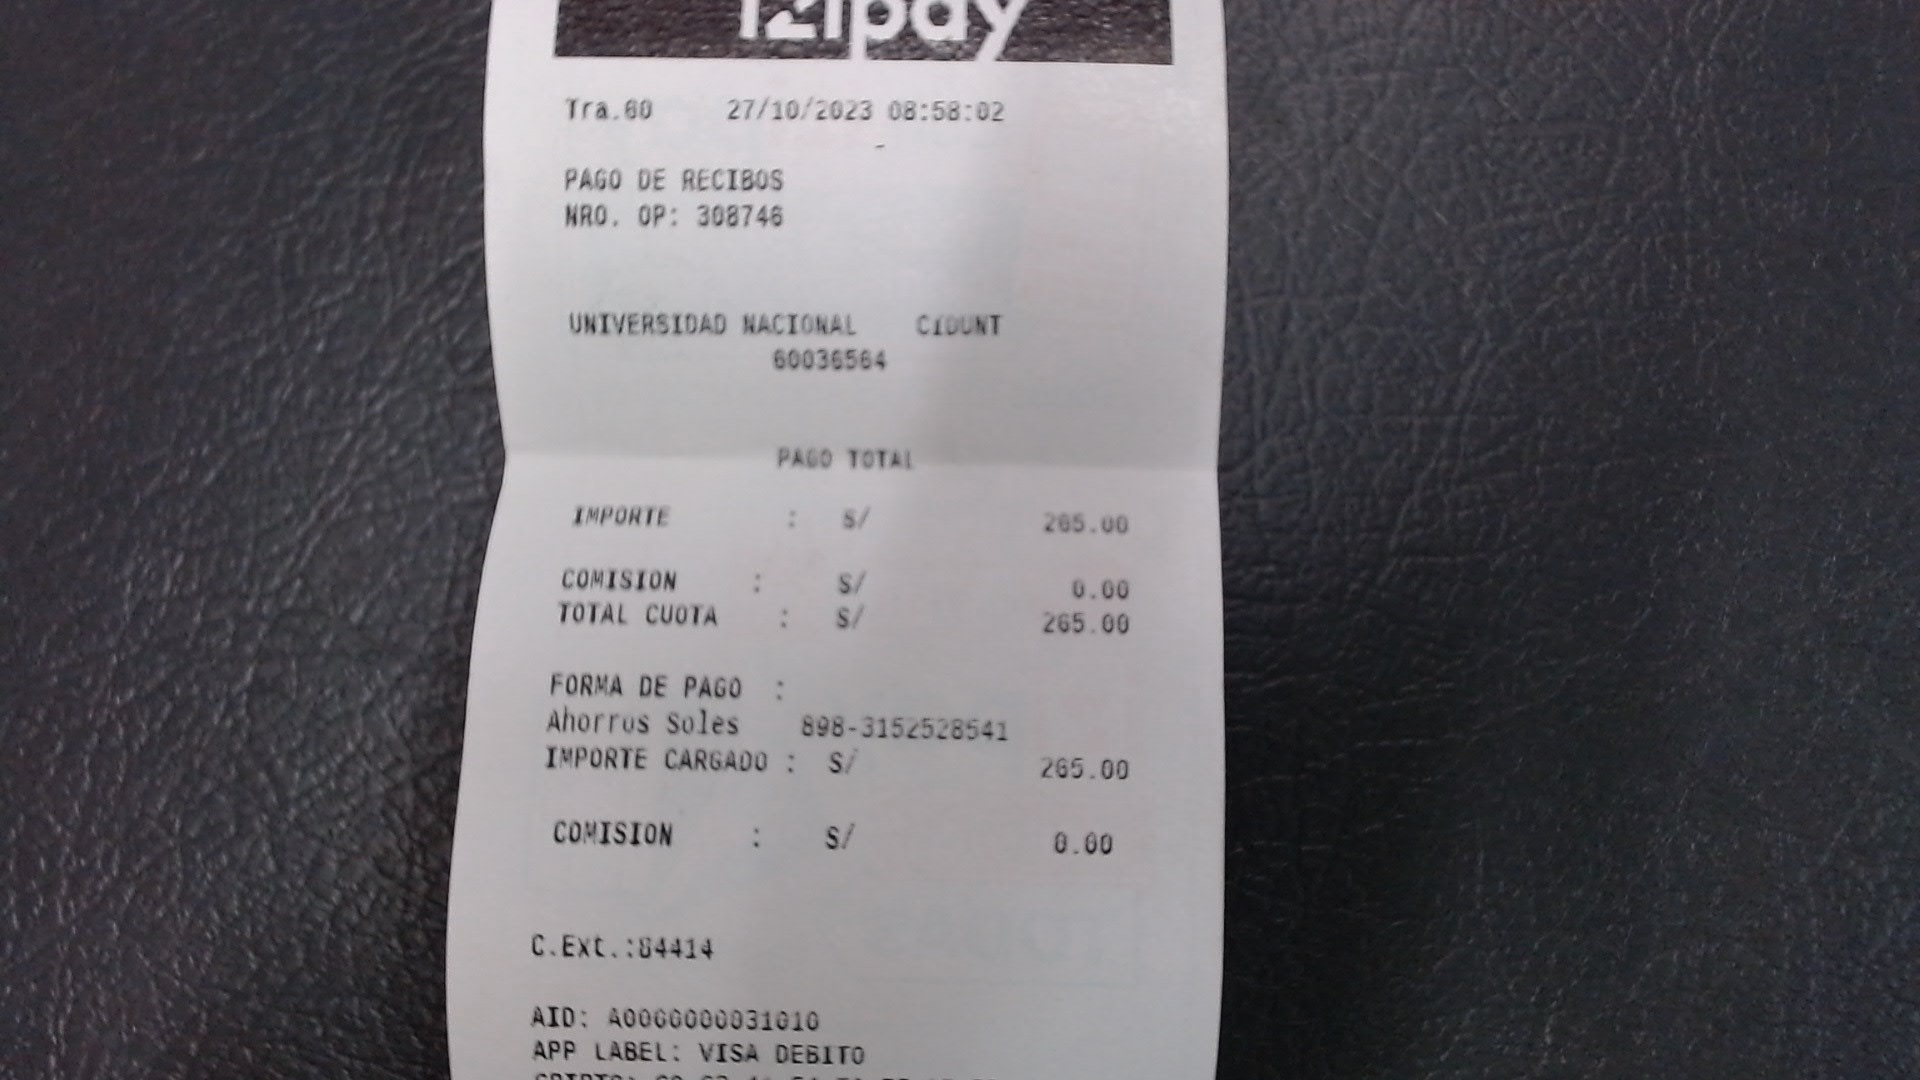 izipay
Tra.60 27/10/2023 08:58:02
PAGO DE RECIBOS
NRO. OP: 308746
UNIVERSIDAD NACIONAL CIDUNT
60036564
PAGO TOTAL
IMPORTE : S/ 265.00
COMISION : S/ 0.00
TOTAL CUOTA : S/ 265.00
FORMA DE PAGO :
Ahorros Soles 898-3152528541
IMPORTE CARGADO : S/ 265.00
COMISION : S/ 0.00
C.Ext.:84414
AID: A0000000031010
APP LABEL: VISA DEBITO